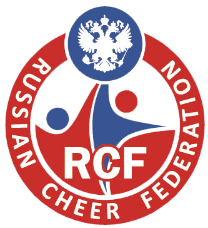 RUSSIAN CHEER FEDERATION
RCF